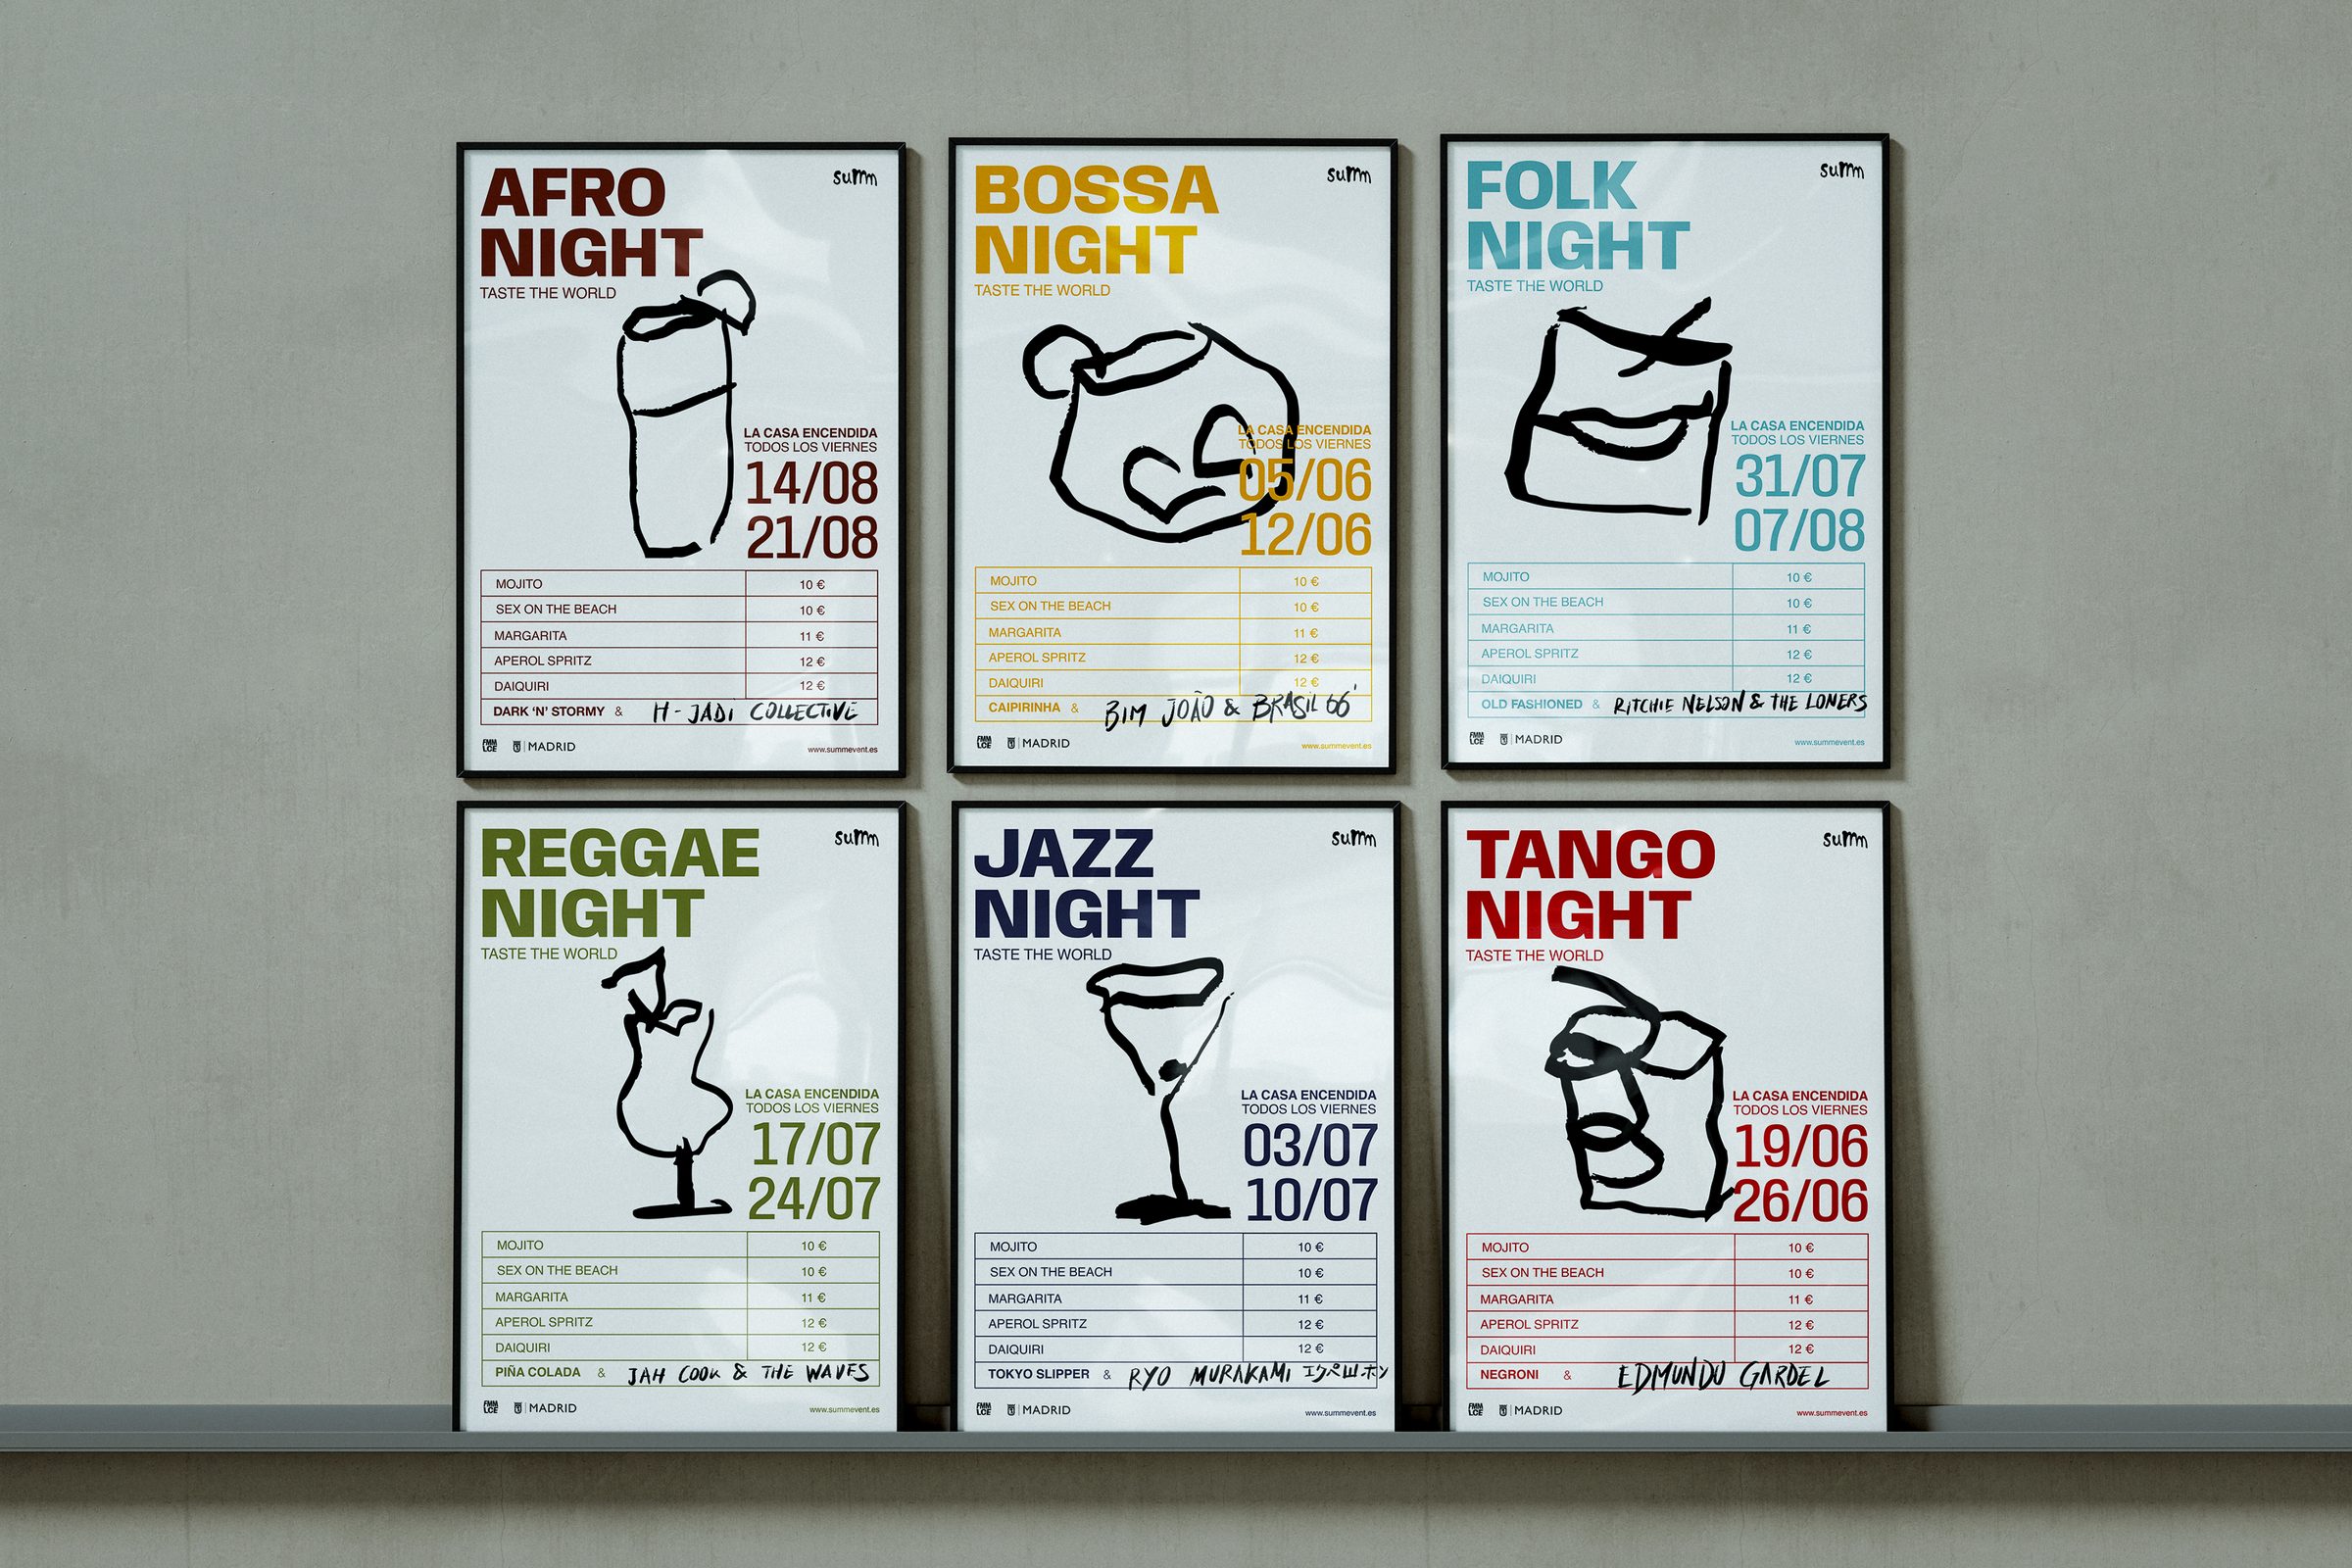 AFRO
NIGHT
TASTE THE WORLD
summ
LA CASA ENCENDIDA
TODOS LOS VIERNES
14/08
21/08
MOJITO 10 €
SEX ON THE BEACH 10 €
MARGARITA 11 €
APEROL SPRITZ 12 €
DAIQUIRI 12 €
DARK ‘N’ STORMY & H-JADI COLLECTIVE
FMM
LCE
MADRID
www.summevent.es
BOSSA
NIGHT
TASTE THE WORLD
summ
LA CASA ENCENDIDA
TODOS LOS VIERNES
05/06
12/06
MOJITO 10 €
SEX ON THE BEACH 10 €
MARGARITA 11 €
APEROL SPRITZ 12 €
DAIQUIRI 12 €
CAIPIRINHA & BIM JOÃO & BRASIL 66'
FMM
LCE
MADRID
www.summevent.es
FOLK
NIGHT
TASTE THE WORLD
summ
LA CASA ENCENDIDA
TODOS LOS VIERNES
31/07
07/08
MOJITO 10 €
SEX ON THE BEACH 10 €
MARGARITA 11 €
APEROL SPRITZ 12 €
DAIQUIRI 12 €
OLD FASHIONED & RITCHIE NELSON & THE LONERS
FMM
LCE
MADRID
www.summevent.es
REGGAE
NIGHT
TASTE THE WORLD
summ
LA CASA ENCENDIDA
TODOS LOS VIERNES
17/07
24/07
MOJITO 10 €
SEX ON THE BEACH 10 €
MARGARITA 11 €
APEROL SPRITZ 12 €
DAIQUIRI 12 €
PIÑA COLADA & JAH COOK & THE WAVES
FMM
LCE
MADRID
www.summevent.es
JAZZ
NIGHT
TASTE THE WORLD
summ
LA CASA ENCENDIDA
TODOS LOS VIERNES
03/07
10/07
MOJITO 10 €
SEX ON THE BEACH 10 €
MARGARITA 11 €
APEROL SPRITZ 12 €
DAIQUIRI 12 €
TOKYO SLIPPER & RYO MURAKAMI
FMM
LCE
MADRID
www.summevent.es
TANGO
NIGHT
TASTE THE WORLD
summ
LA CASA ENCENDIDA
TODOS LOS VIERNES
19/06
26/06
MOJITO 10 €
SEX ON THE BEACH 10 €
MARGARITA 11 €
APEROL SPRITZ 12 €
DAIQUIRI 12 €
NEGRONI & EDMUNDO GARDEL
FMM
LCE
MADRID
www.summevent.es